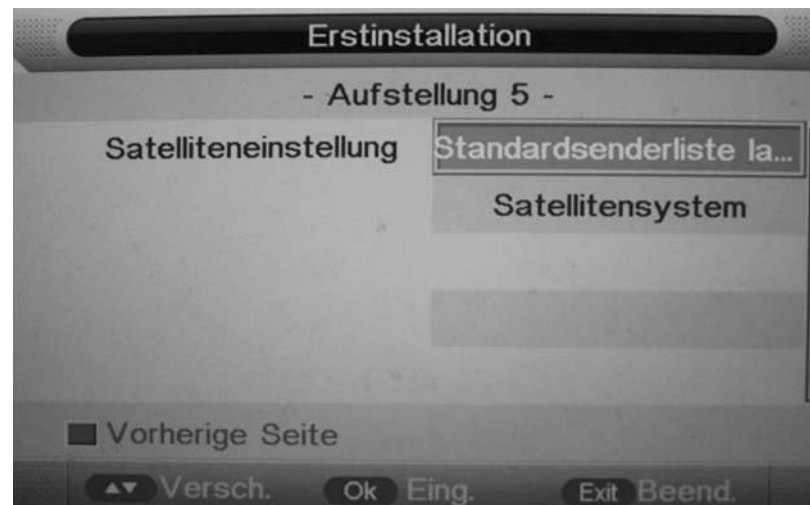 Erstinstallation
- Aufstellung 5 -
Satelliteneinstellung Standardsenderliste la...
Satellitensystem
Vorherige Seite
▲▼ Versch. Ok Eing. Exit Beend.